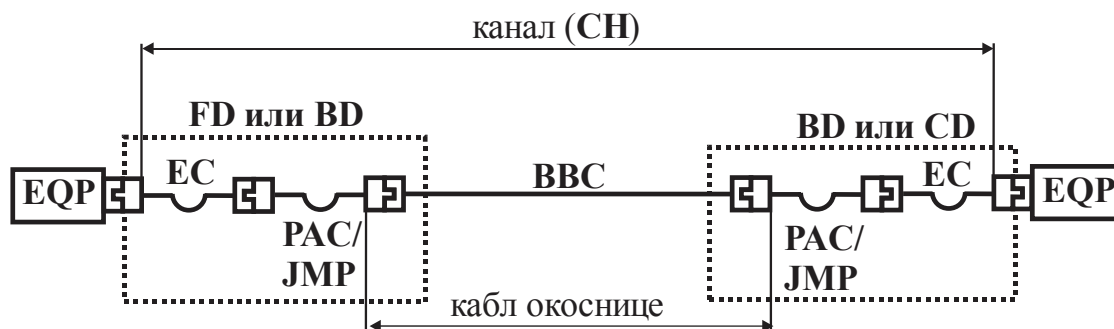 канал (CH)
FD или BD
BD или CD
EQP
EC
BBC
EC
EQP
PAC/
JMP
PAC/
JMP
кабл окоснице